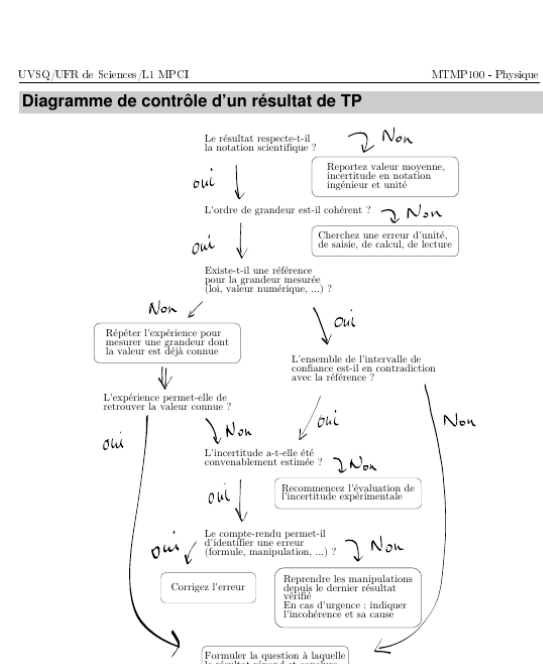 UVSQ/UFR de Sciences/L1 MPCI
MTMP100 - Physique
Diagramme de contrôle d'un résultat de TP
Le résultat respecte-t-il
la notation scientifique ?
Non
Reportez valeur moyenne,
incertitude en notation
ingénieur et unité
oui
L'ordre de grandeur est-il cohérent ?
Non
Cherchez une erreur d'unité,
de saisie, de calcul, de lecture
oui
Existe-t-il une référence
pour la grandeur mesurée
(loi, valeur numérique, ...) ?
Non
oui
Répéter l'expérience pour
mesurer une grandeur dont
la valeur est déjà connue
L'ensemble de l'intervalle de
confiance est-il en contradiction
avec la référence ?
L'expérience permet-elle de
retrouver la valeur connue ?
oui
Non
oui
Non
L'incertitude a-t-elle été
convenablement estimée ?
Non
Recommencez l'évaluation de
l'incertitude expérimentale
oui
Le compte-rendu permet-il
d'identifier une erreur
(formule, manipulation, ...) ?
oui
Non
Corrigez l'erreur
Reprendre les manipulations
depuis le dernier résultat
vérifié
En cas d'urgence : indiquer
l'incohérence et sa cause
Formuler la question à laquelle
le résultat répond et conclure